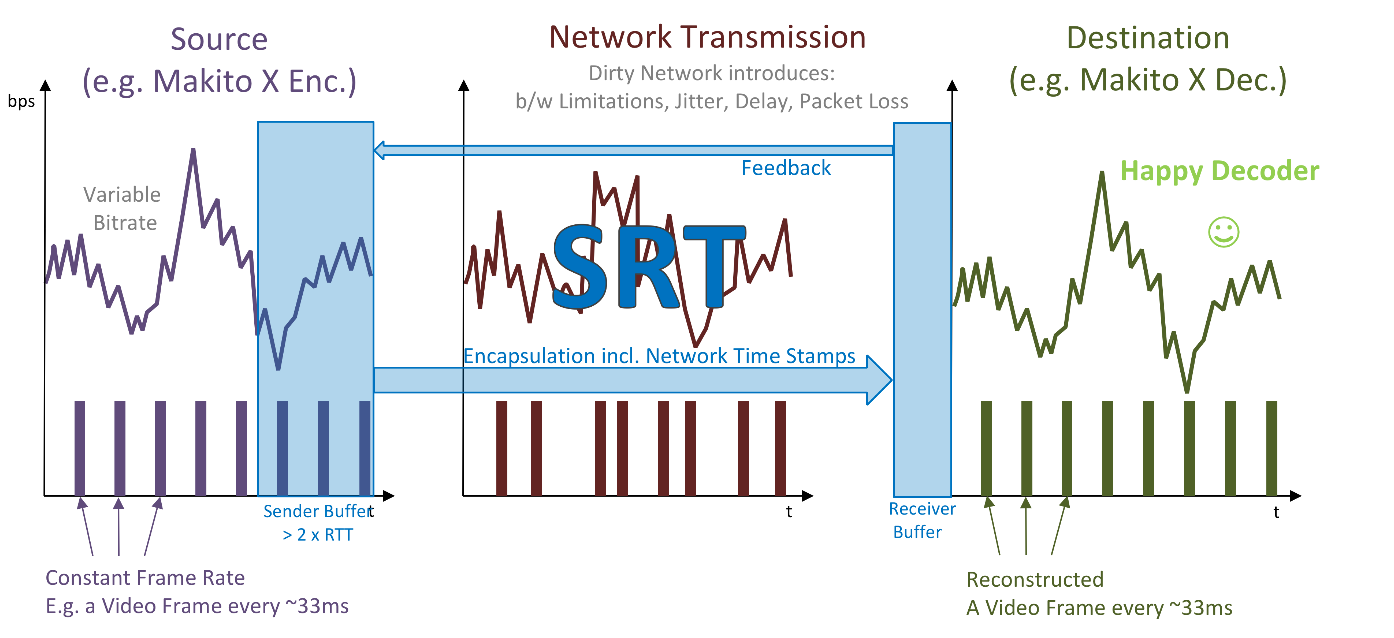 Source
(e.g. Makito X Enc.)
Network Transmission
Dirty Network introduces:
b/w Limitations, Jitter, Delay, Packet Loss
Destination
(e.g. Makito X Dec.)
bps
Variable
Bitrate
Feedback
SRT
Encapsulation incl. Network Time Stamps
Happy Decoder
Sender Buffer
> 2 x RTT
t
t
Receiver
Buffer
t
Constant Frame Rate
E.g. a Video Frame every ~33ms
Reconstructed
A Video Frame every ~33ms